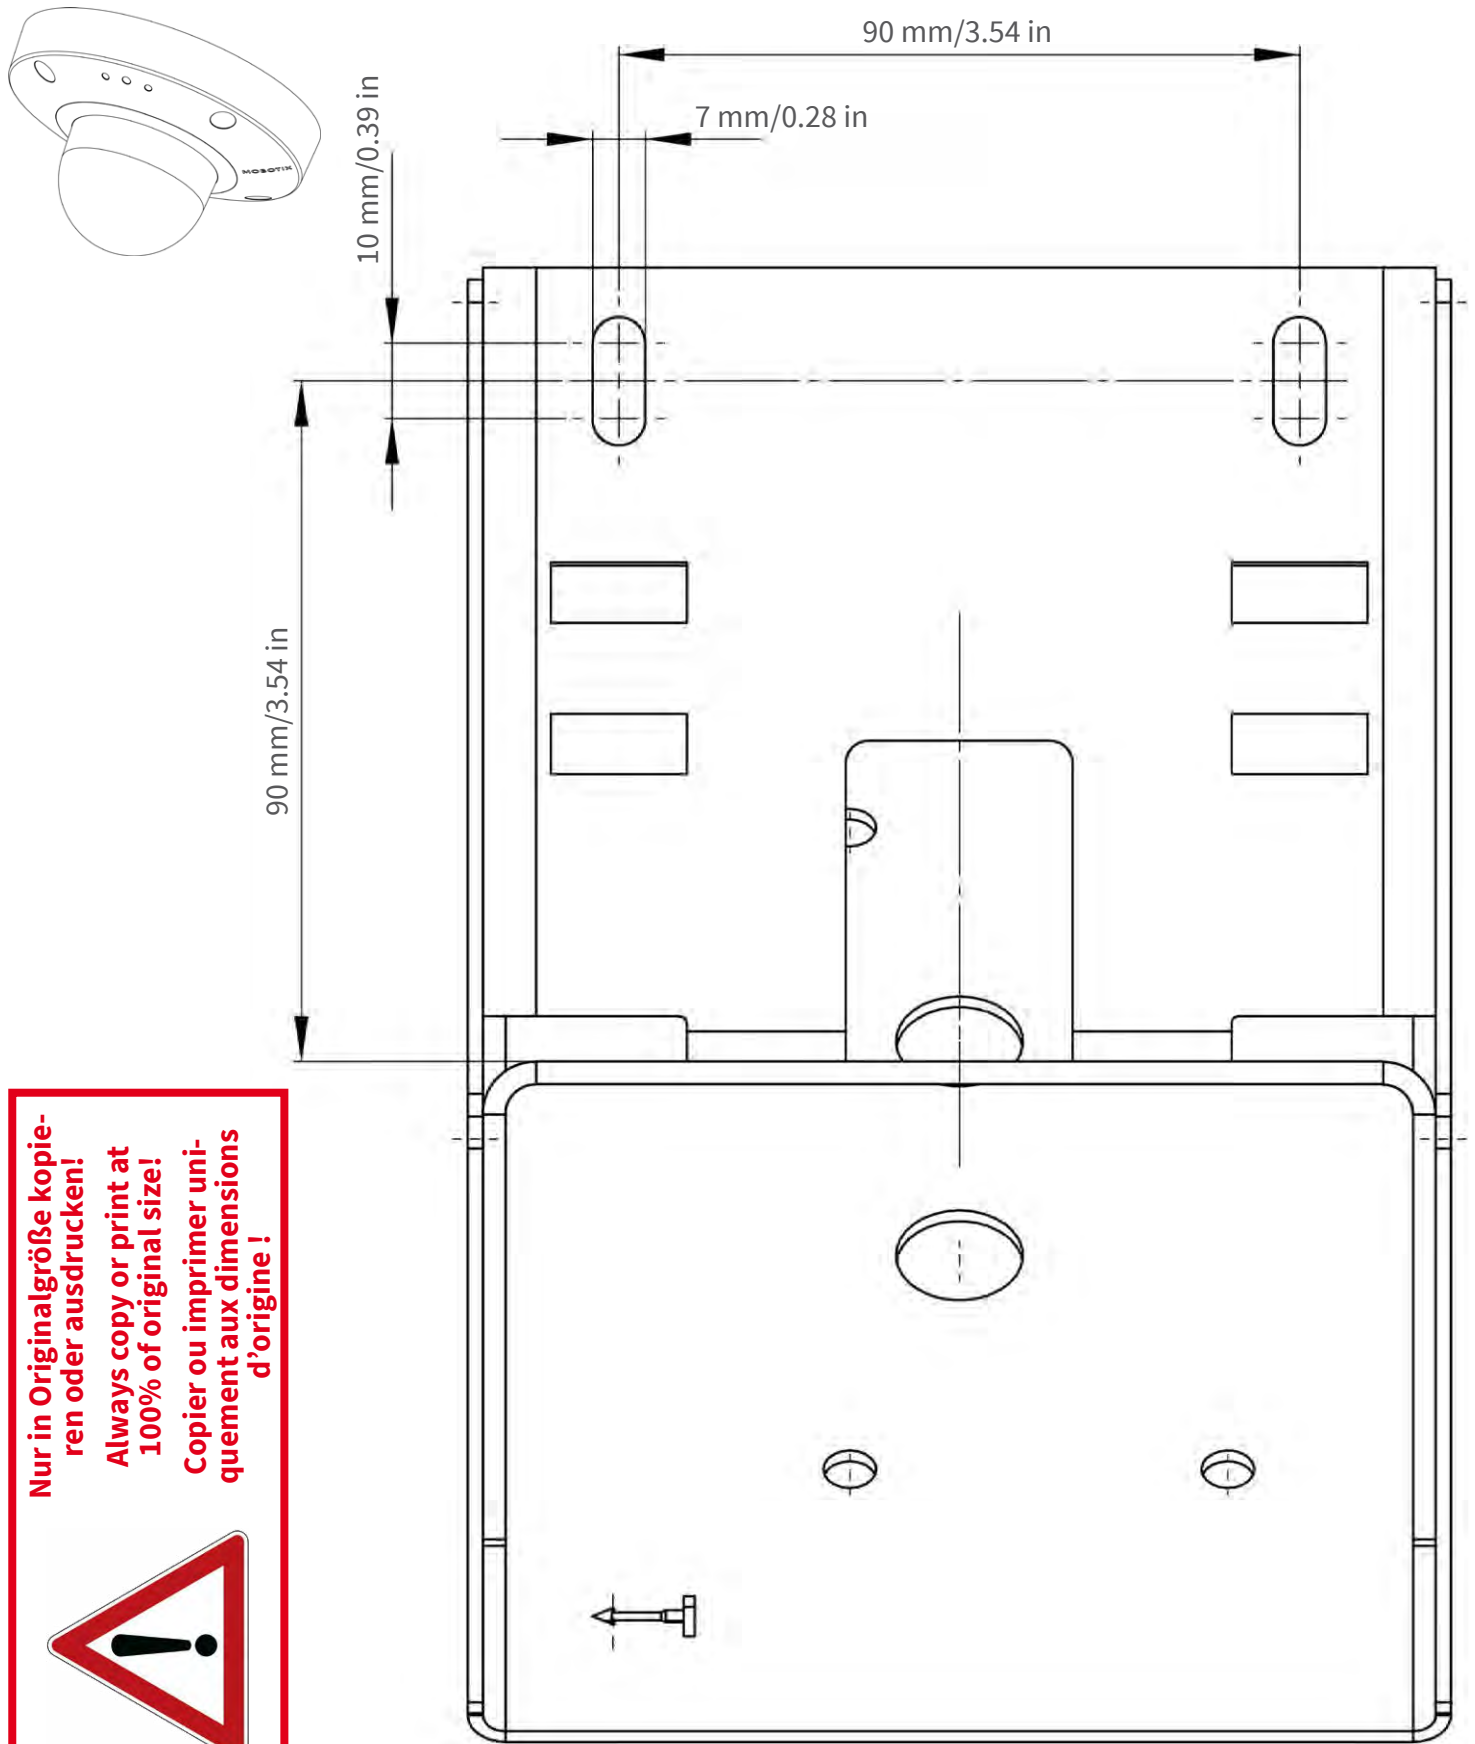 90 mm/3.54 in
7 mm/0.28 in
10 mm/0.39 in
MOBOTIX
90 mm/3.54 in
Nur in Originalgröße kopie-
ren oder ausdrucken!
Always copy or print at
100% of original size!
Copier ou imprimer uni-
quement aux dimensions
d’origine !